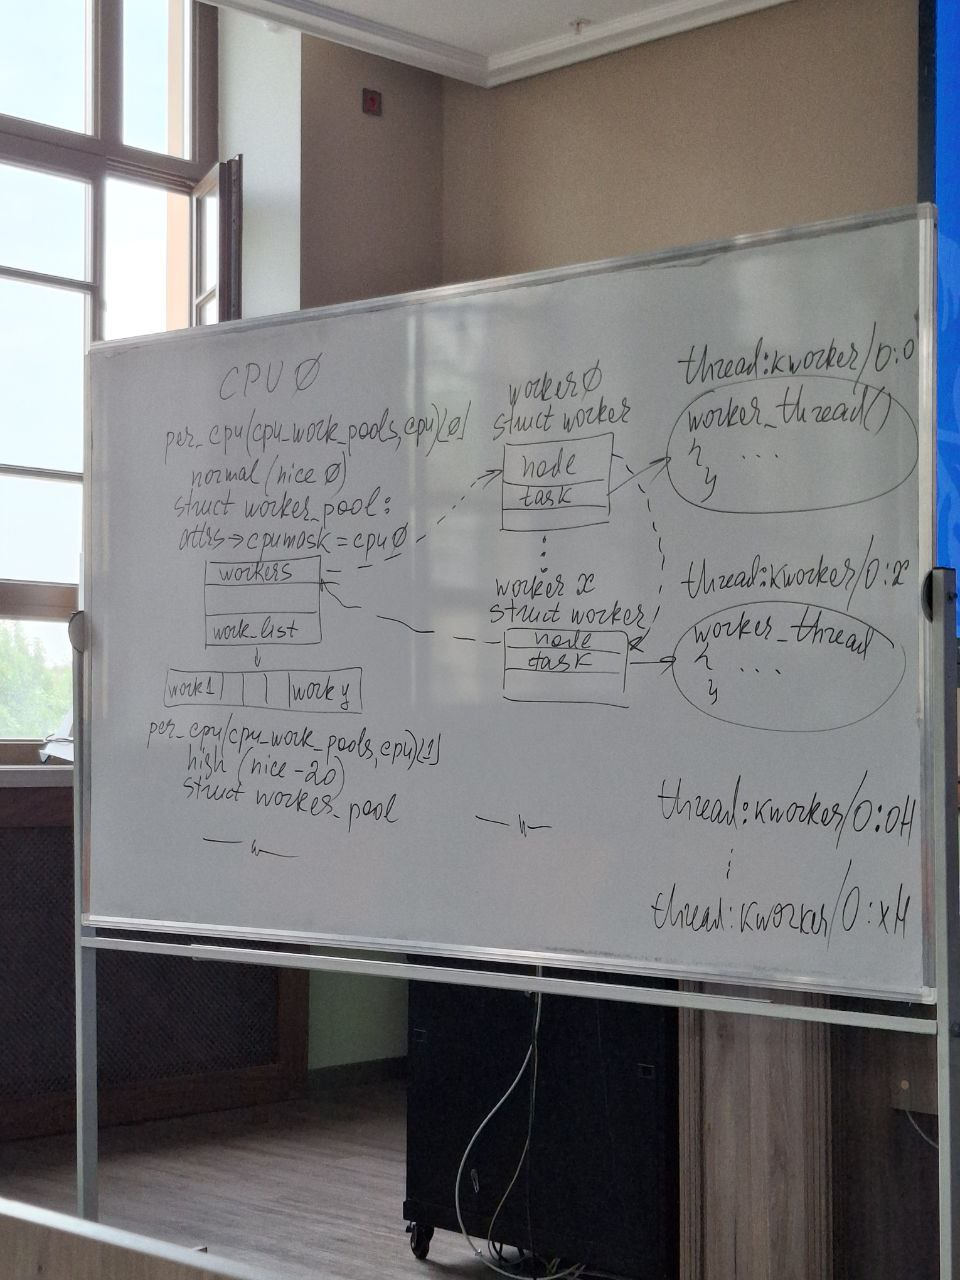 CPU Ø
per_cpu(cpu_work_pools, cpu)[Ø]
normal (nice Ø)
struct worker_pool:
attrs→cpumask = cpu Ø
workers
work_list
work1
work y
per_cpu(cpu_work_pools, cpu)[1]
high (nice -20)
struct worker_pool
—"—
worker Ø
struct worker
node
task
worker x
struct worker
node
task
—"—
thread:kworker/0:0
worker_thread()
{ ...
}
thread:kworker/0:x
worker_thread
{ ...
}
thread:kworker/0:0H
thread:kworker/0:xH